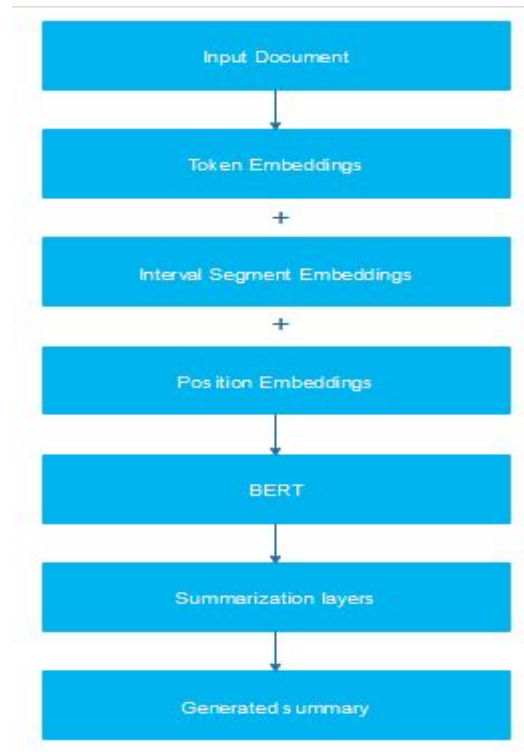 Input Document
Token Embeddings
+
Interval Segment Embeddings
+
Position Embeddings
BERT
Summarization layers
Generated summary